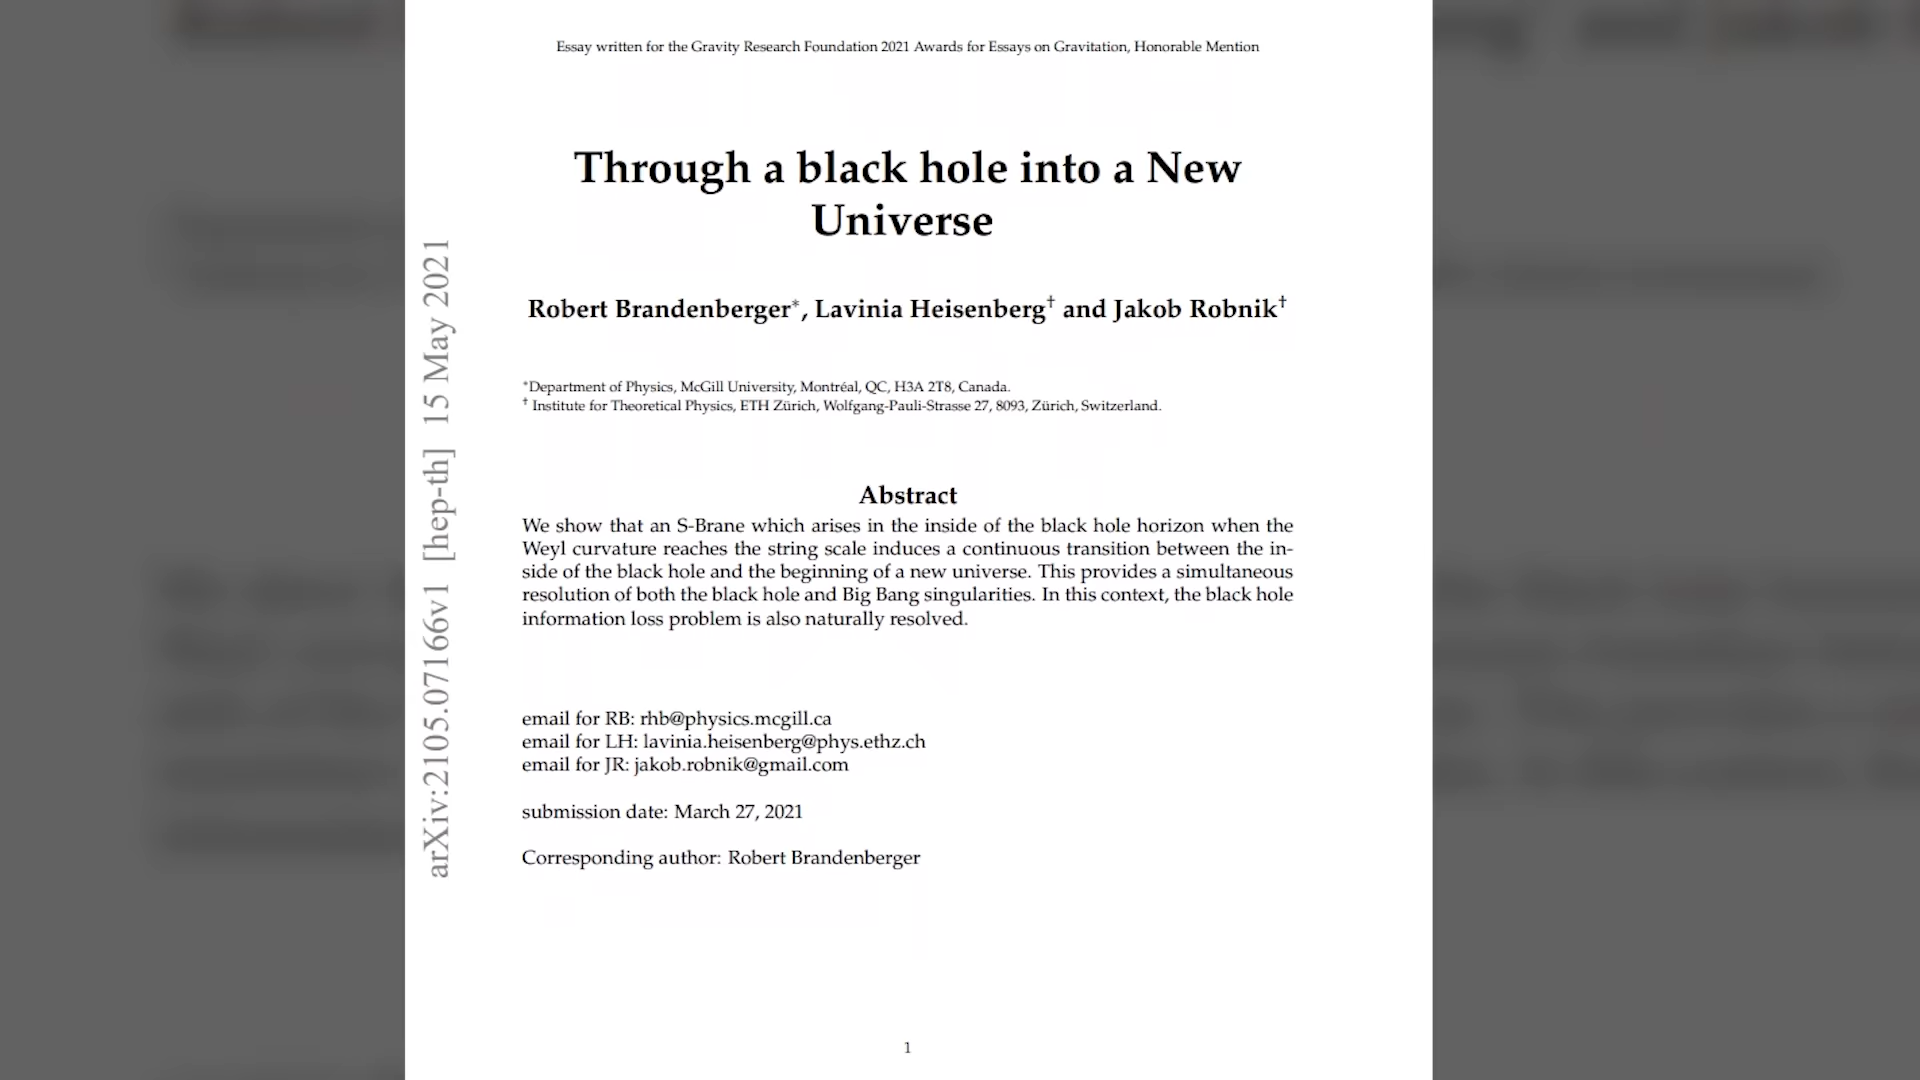 Essay written for the Gravity Research Foundation 2021 Awards for Essays on Gravitation, Honorable Mention
Through a black hole into a New
Universe
Robert Brandenberger*, Lavinia Heisenberg† and Jakob Robnik†
*Department of Physics, McGill University, Montréal, QC, H3A 2T8, Canada.
† Institute for Theoretical Physics, ETH Zürich, Wolfgang-Pauli-Strasse 27, 8093, Zürich, Switzerland.
Abstract
We show that an S-Brane which arises in the inside of the black hole horizon when the
Weyl curvature reaches the string scale induces a continuous transition between the in-
side of the black hole and the beginning of a new universe. This provides a simultaneous
resolution of both the black hole and Big Bang singularities. In this context, the black hole
information loss problem is also naturally resolved.
email for RB: rhb@physics.mcgill.ca
email for LH: lavinia.heisenberg@phys.ethz.ch
email for JR: jakob.robnik@gmail.com
submission date: March 27, 2021
Corresponding author: Robert Brandenberger
1
arXiv:2105.07166v1 [hep-th] 15 May 2021